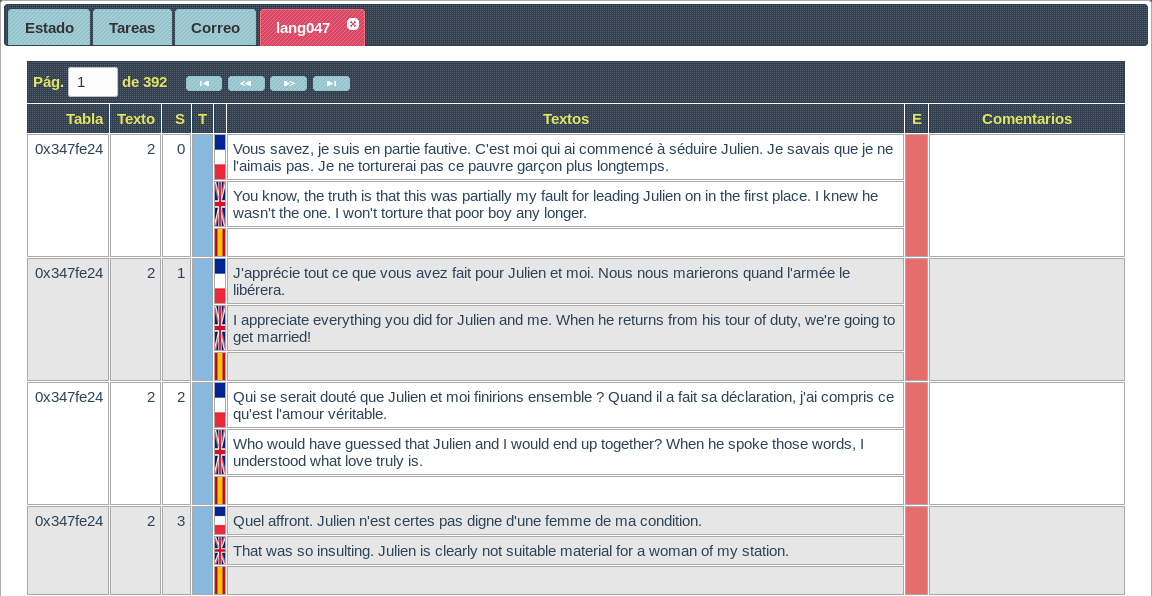 Estado Tareas Correo lang047
Pág. 1 de 392
Tabla Texto S T Textos E Comentarios
0x347fe24 2 0
Vous savez, je suis en partie fautive. C'est moi qui ai commencé à séduire Julien. Je savais que je ne
l'aimais pas. Je ne torturerai pas ce pauvre garçon plus longtemps.
You know, the truth is that this was partially my fault for leading Julien on in the first place. I knew he
wasn't the one. I won't torture that poor boy any longer.
0x347fe24 2 1
J'apprécie tout ce que vous avez fait pour Julien et moi. Nous nous marierons quand l'armée le
libérera.
I appreciate everything you did for Julien and me. When he returns from his tour of duty, we're going to
get married!
0x347fe24 2 2
Qui se serait douté que Julien et moi finirions ensemble ? Quand il a fait sa déclaration, j'ai compris ce
qu'est l'amour véritable.
Who would have guessed that Julien and I would end up together? When he spoke those words, I
understood what love truly is.
0x347fe24 2 3
Quel affront. Julien n'est certes pas digne d'une femme de ma condition.
That was so insulting. Julien is clearly not suitable material for a woman of my station.